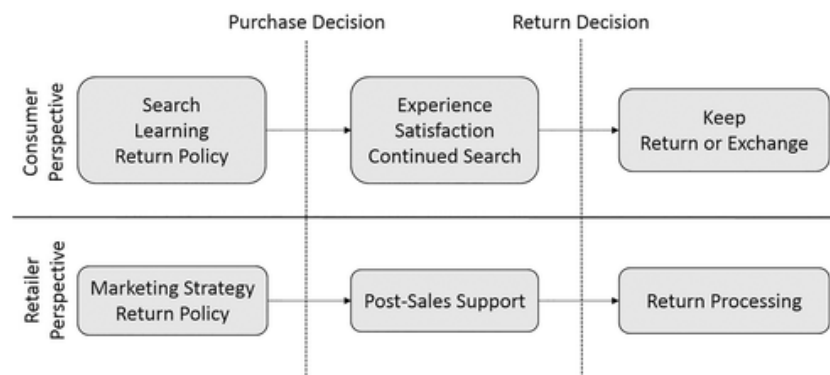 Purchase Decision
Return Decision
Consumer
Perspective
Search
Learning
Return Policy
Experience
Satisfaction
Continued Search
Keep
Return or Exchange
Retailer
Perspective
Marketing Strategy
Return Policy
Post-Sales Support
Return Processing